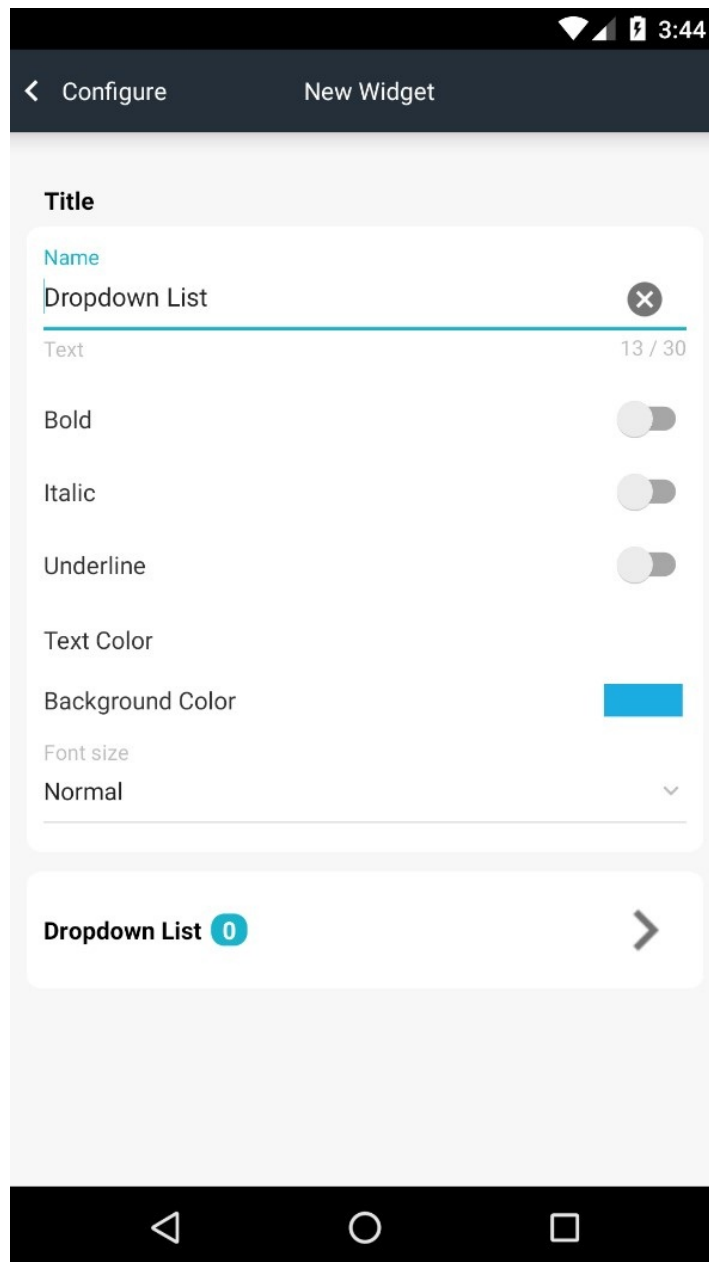 3:44
Configure New Widget
Title
Name
Dropdown List
Text 13 / 30
Bold
Italic
Underline
Text Color
Background Color
Font size
Normal
Dropdown List 0